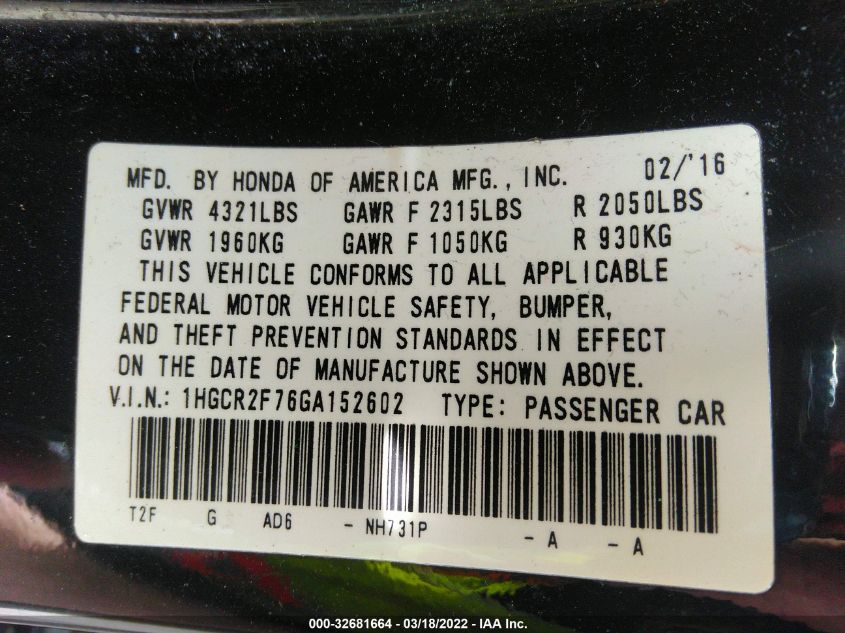 MFD. BY HONDA OF AMERICA MFG., INC. 02/'16
GVWR 4321LBS GAWR F 2315LBS R 2050LBS
GVWR 1960KG GAWR F 1050KG R 930KG
THIS VEHICLE CONFORMS TO ALL APPLICABLE
FEDERAL MOTOR VEHICLE SAFETY, BUMPER,
AND THEFT PREVENTION STANDARDS IN EFFECT
ON THE DATE OF MANUFACTURE SHOWN ABOVE.
V.I.N.: 1HGCR2F76GA152602 TYPE: PASSENGER CAR
T2F G AD6 - NH731P - A - A
000-32681664 - 03/18/2022 - IAA Inc.